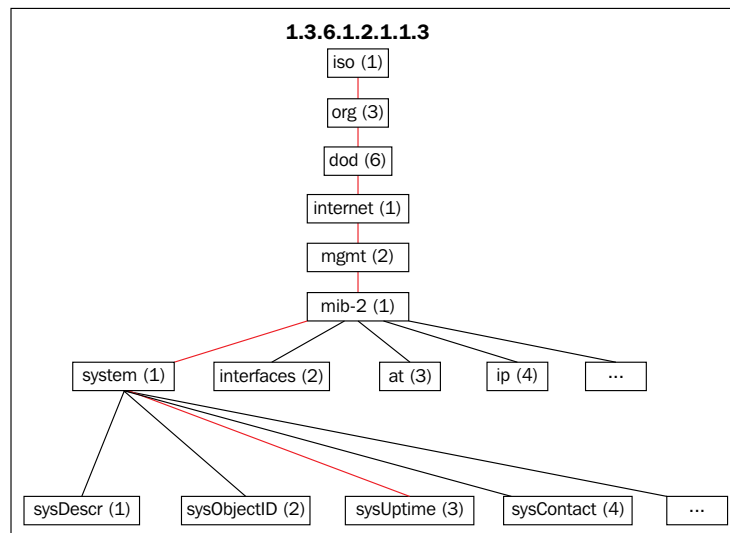 1.3.6.1.2.1.1.3
iso (1)
org (3)
dod (6)
internet (1)
mgmt (2)
mib-2 (1)
system (1) interfaces (2) at (3) ip (4) ...
sysDescr (1) sysObjectID (2) sysUptime (3) sysContact (4) ...